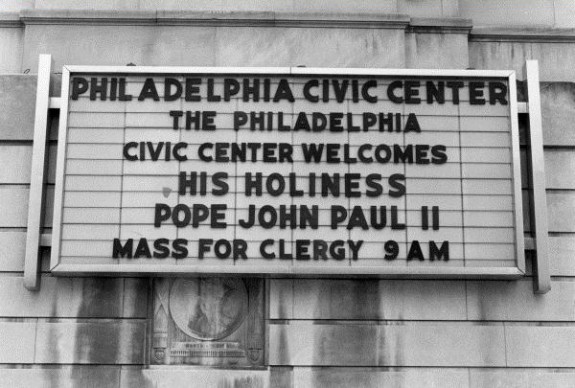 PHILADELPHIA CIVIC CENTER
THE PHILADELPHIA
CIVIC CENTER WELCOMES
HIS HOLINESS
POPE JOHN PAUL II
MASS FOR CLERGY 9 AM